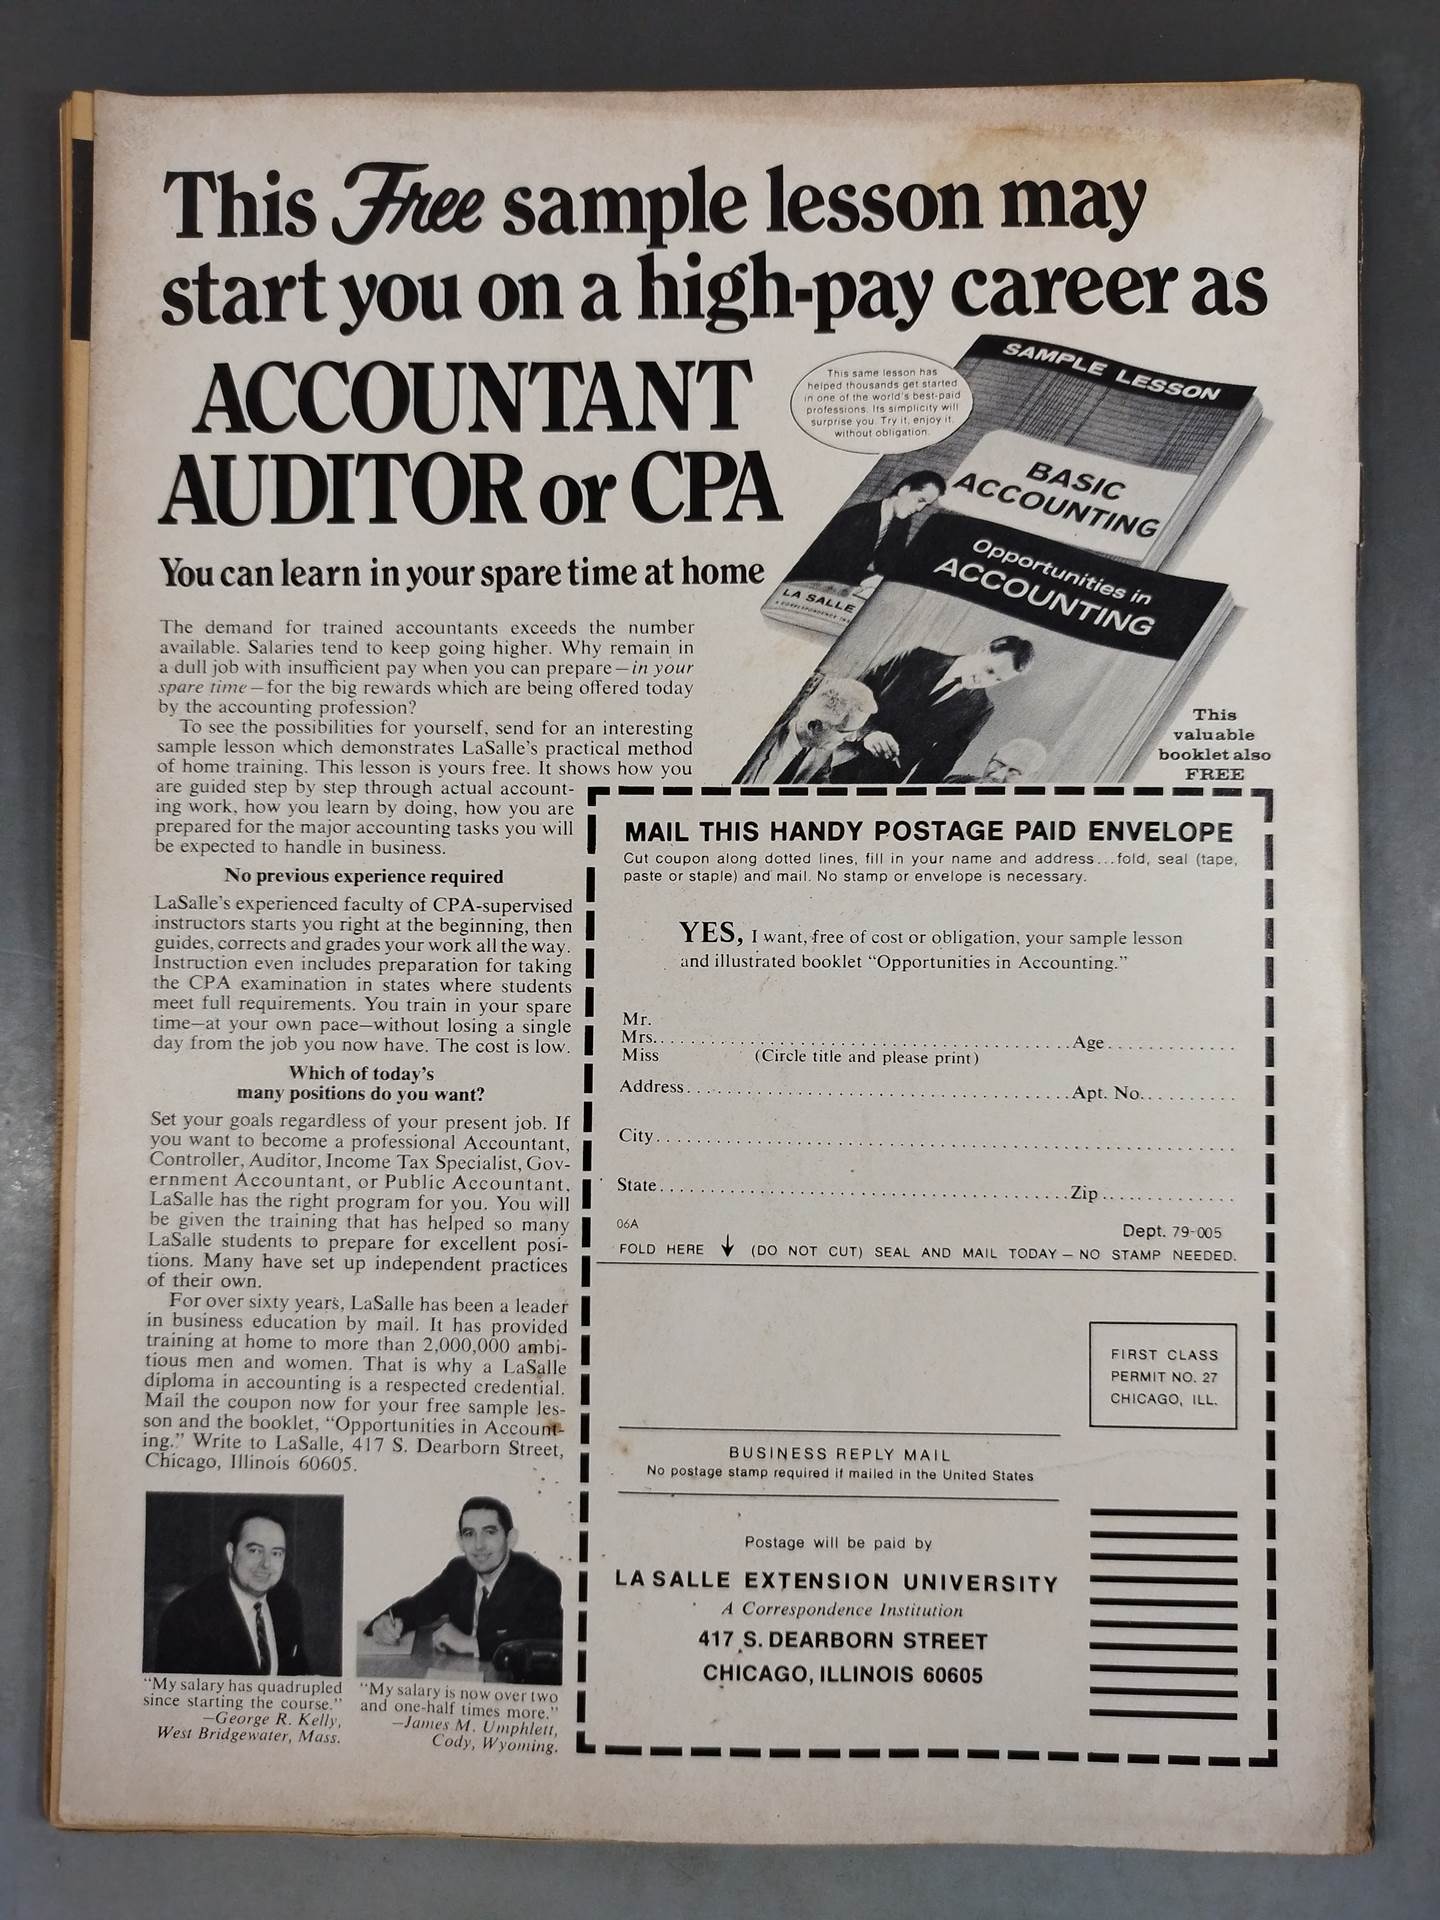 This Free sample lesson may
start you on a high-pay career as
ACCOUNTANT
AUDITOR or CPA
You can learn in your spare time at home
This same lesson has
helped thousands get started
in one of the world's best-paid
professions. Its simplicity will
surprise you. Try it, enjoy it,
without obligation.
SAMPLE LESSON
BASIC
ACCOUNTING
LA SALLE
Opportunities in
ACCOUNTING
This
valuable
booklet also
FREE
The demand for trained accountants exceeds the number
available. Salaries tend to keep going higher. Why remain in
a dull job with insufficient pay when you can prepare—in your
spare time—for the big rewards which are being offered today
by the accounting profession?
To see the possibilities for yourself, send for an interesting
sample lesson which demonstrates LaSalle's practical method
of home training. This lesson is yours free. It shows how you
are guided step by step through actual account-
ing work, how you learn by doing, how you are
prepared for the major accounting tasks you will
be expected to handle in business.
No previous experience required
LaSalle's experienced faculty of CPA-supervised
instructors starts you right at the beginning, then
guides, corrects and grades your work all the way.
Instruction even includes preparation for taking
the CPA examination in states where students
meet full requirements. You train in your spare
time—at your own pace—without losing a single
day from the job you now have. The cost is low.
Which of today's
many positions do you want?
Set your goals regardless of your present job. If
you want to become a professional Accountant,
Controller, Auditor, Income Tax Specialist, Gov-
ernment Accountant, or Public Accountant,
LaSalle has the right program for you. You will
be given the training that has helped so many
LaSalle students to prepare for excellent posi-
tions. Many have set up independent practices
of their own.
For over sixty years, LaSalle has been a leader
in business education by mail. It has provided
training at home to more than 2,000,000 ambi-
tious men and women. That is why a LaSalle
diploma in accounting is a respected credential.
Mail the coupon now for your free sample les-
son and the booklet, "Opportunities in Account-
ing." Write to LaSalle, 417 S. Dearborn Street,
Chicago, Illinois 60605.
"My salary has quadrupled
since starting the course."
—George R. Kelly,
West Bridgewater, Mass.
"My salary is now over two
and one-half times more."
—James M. Umphlett,
Cody, Wyoming.
MAIL THIS HANDY POSTAGE PAID ENVELOPE
Cut coupon along dotted lines, fill in your name and address...fold, seal (tape,
paste or staple) and mail. No stamp or envelope is necessary.
YES, I want, free of cost or obligation, your sample lesson
and illustrated booklet "Opportunities in Accounting."
Mr.
Mrs. Age
Miss (Circle title and please print)
Address Apt. No.
City
State Zip
06A Dept. 79-005
FOLD HERE ↓ (DO NOT CUT) SEAL AND MAIL TODAY — NO STAMP NEEDED.
FIRST CLASS
PERMIT NO. 27
CHICAGO, ILL.
BUSINESS REPLY MAIL
No postage stamp required if mailed in the United States
Postage will be paid by
LA SALLE EXTENSION UNIVERSITY
A Correspondence Institution
417 S. DEARBORN STREET
CHICAGO, ILLINOIS 60605